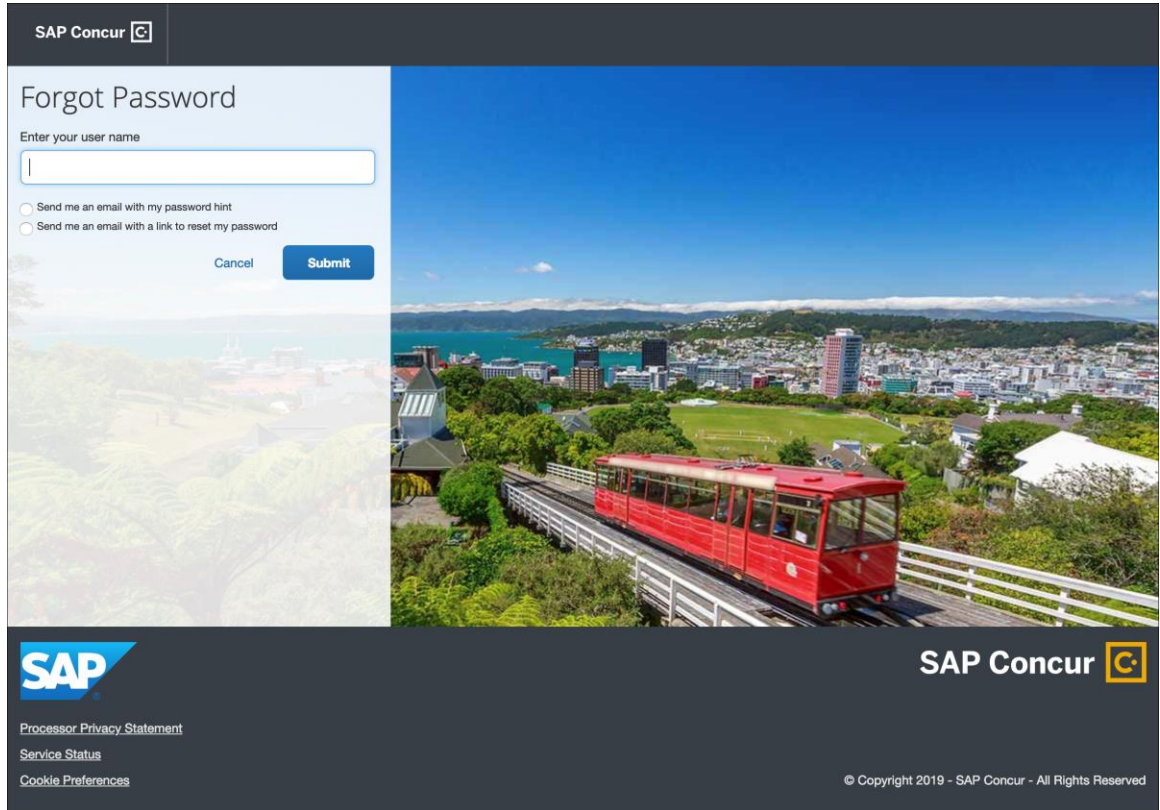 SAP Concur
Forgot Password
Enter your user name
Send me an email with my password hint
Send me an email with a link to reset my password
Cancel
Submit
SAP
SAP Concur
Processor Privacy Statement
Service Status
Cookie Preferences
© Copyright 2019 - SAP Concur - All Rights Reserved